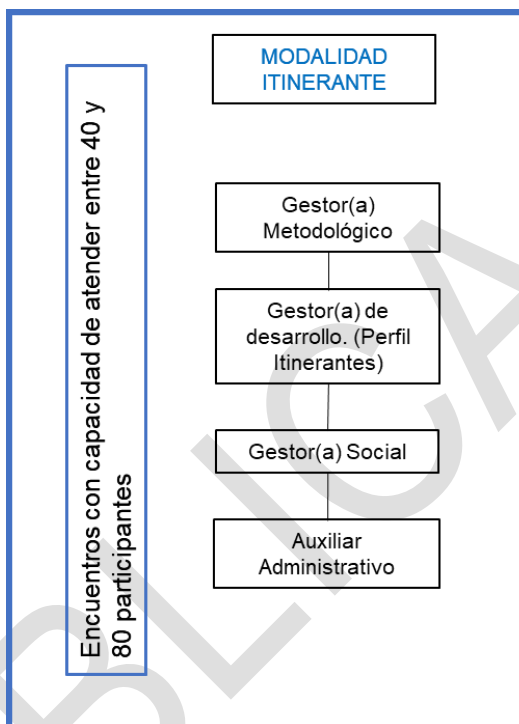 MODALIDAD
ITINERANTE
Encuentros con capacidad de atender entre 40 y
80 participantes
Gestor(a)
Metodológico
Gestor(a) de
desarrollo. (Perfil
Itinerantes)
Gestor(a) Social
Auxiliar
Administrativo
BLICA